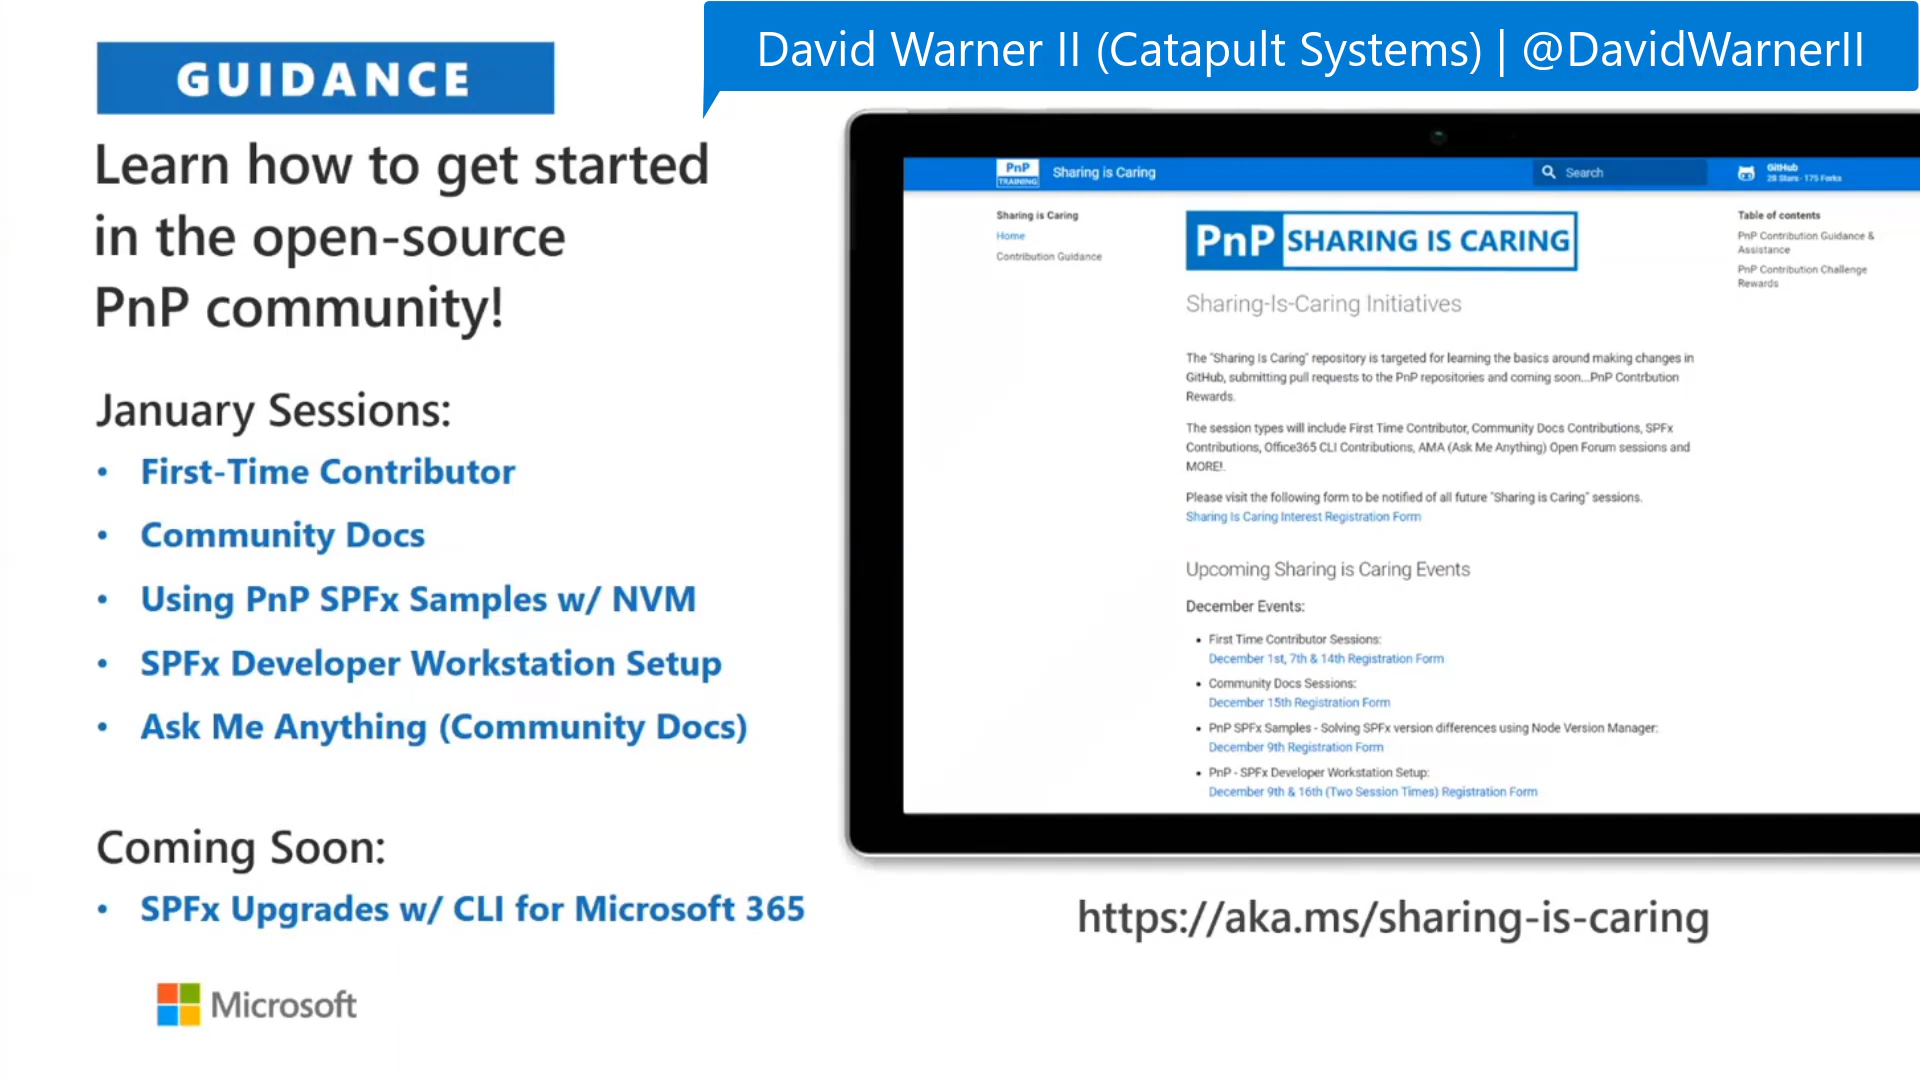 David Warner II (Catapult Systems) | @DavidWarnerII
GUIDANCE
Learn how to get started
in the open-source
PnP community!
January Sessions:
• First-Time Contributor
• Community Docs
• Using PnP SPFx Samples w/ NVM
• SPFx Developer Workstation Setup
• Ask Me Anything (Community Docs)
Coming Soon:
• SPFx Upgrades w/ CLI for Microsoft 365
Microsoft
PnP
TRAINING
Sharing is Caring
Search
GitHub
28 Stars · 175 Forks
Sharing is Caring
Home
Contribution Guidance
PnP SHARING IS CARING
Sharing-Is-Caring Initiatives
The "Sharing Is Caring" repository is targeted for learning the basics around making changes in
GitHub, submitting pull requests to the PnP repositories and coming soon...PnP Contrbution
Rewards.
The session types will include First Time Contributor, Community Docs Contributions, SPFx
Contributions, Office365 CLI Contributions, AMA (Ask Me Anything) Open Forum sessions and
MORE!.
Please visit the following form to be notified of all future "Sharing is Caring" sessions.
Sharing Is Caring Interest Registration Form
Upcoming Sharing is Caring Events
December Events:
• First Time Contributor Sessions:
December 1st, 7th & 14th Registration Form
• Community Docs Sessions:
December 15th Registration Form
• PnP SPFx Samples - Solving SPFx version differences using Node Version Manager:
December 9th Registration Form
• PnP - SPFx Developer Workstation Setup:
December 9th & 16th (Two Session Times) Registration Form
Table of contents
PnP Contribution Guidance &
Assistance
PnP Contribution Challenge
Rewards
https://aka.ms/sharing-is-caring